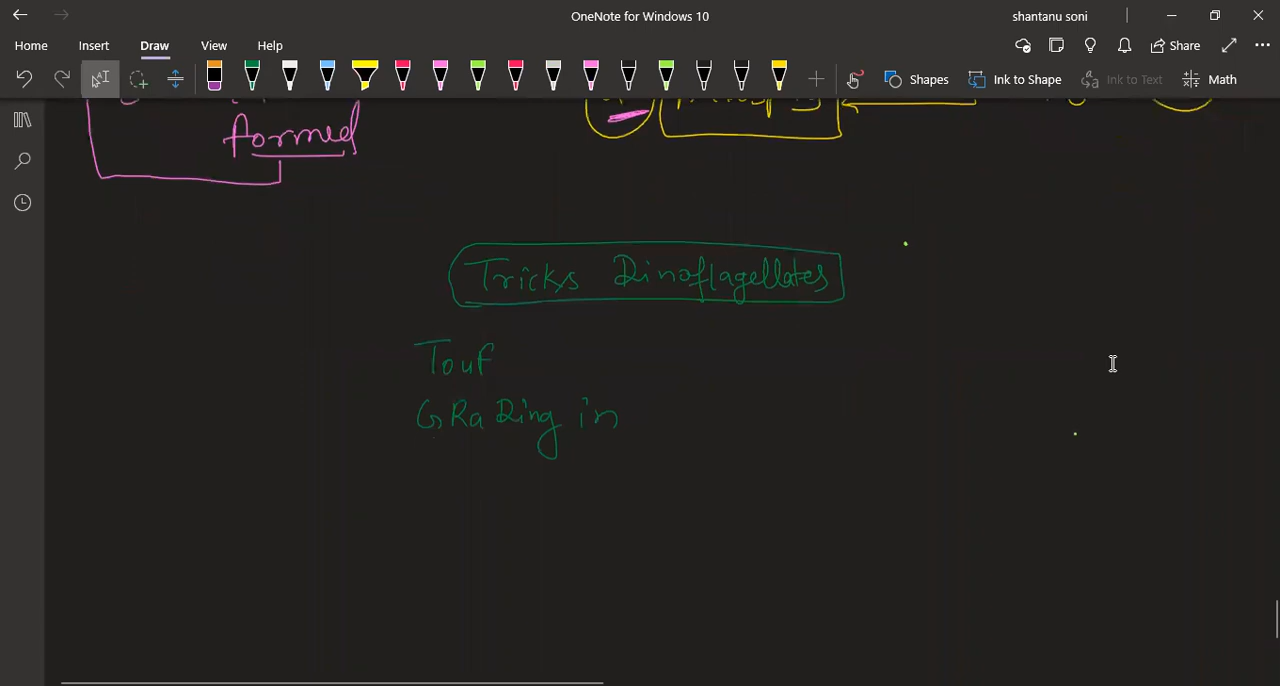 OneNote for Windows 10
shantanu soni
Home Insert Draw View Help
Share
Shapes Ink to Shape Ink to Text Math
formed
Tricks Dinoflagellates
Touf
GRaDing in